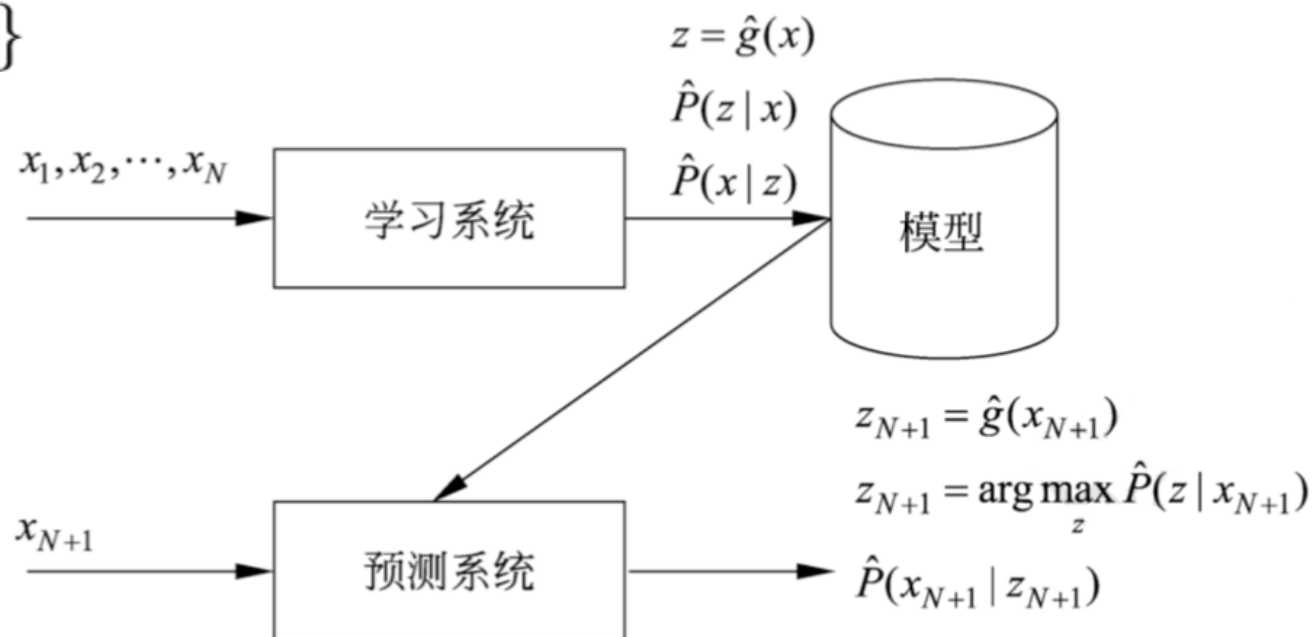 }
z = ĝ(x)
P̂(z | x)
P̂(x | z)
x₁, x₂, ⋯, x_N
学习系统
模型
z_{N+1} = ĝ(x_{N+1})
z_{N+1} = arg max_z P̂(z | x_{N+1})
x_{N+1}
预测系统
P̂(x_{N+1} | z_{N+1})